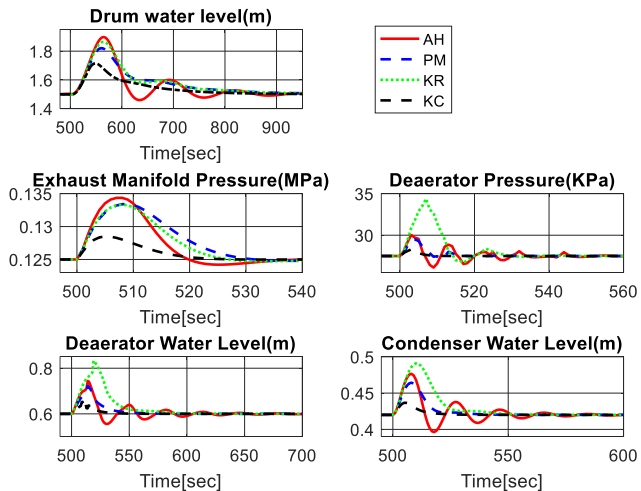 Drum water level(m)
1.8
1.6
1.4
500 600 700 800 900
Time[sec]
AH
PM
KR
KC
Exhaust Manifold Pressure(MPa)
0.135
0.13
0.125
500 510 520 530 540
Time[sec]
Deaerator Pressure(KPa)
35
30
500 520 540 560
Time[sec]
Deaerator Water Level(m)
0.8
0.6
500 550 600 650 700
Time[sec]
Condenser Water Level(m)
0.5
0.45
0.4
500 550 600
Time[sec]